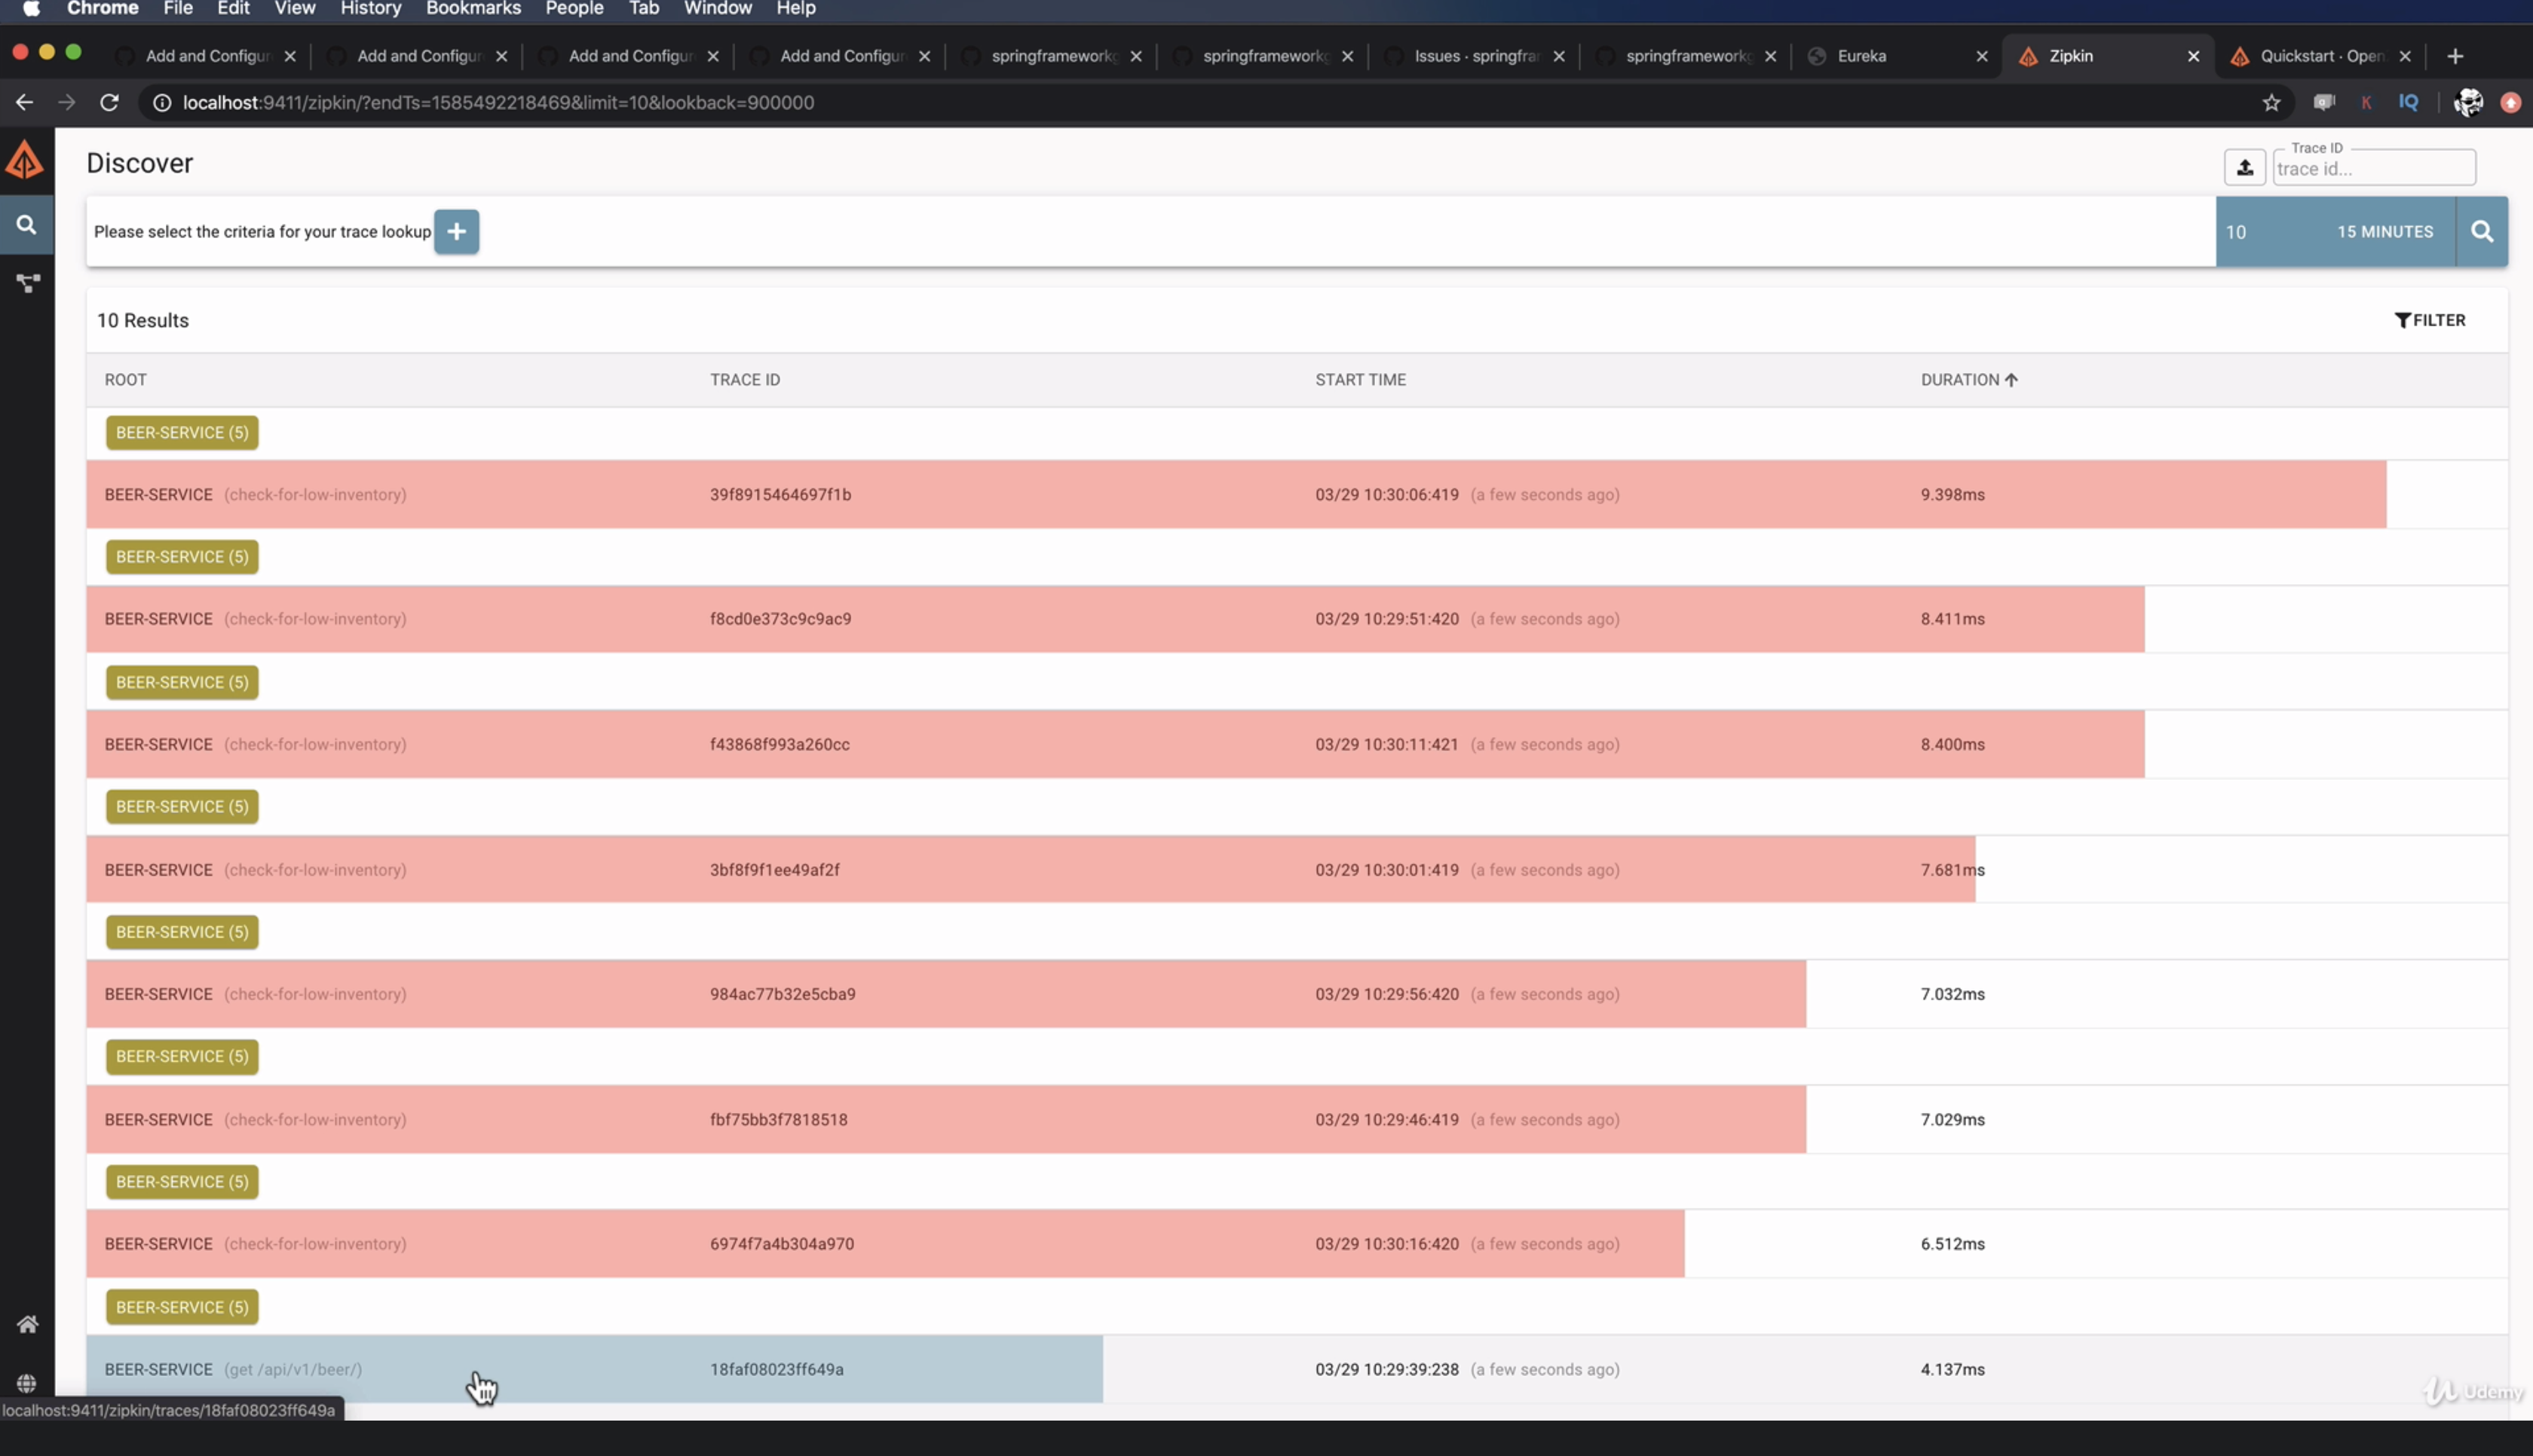 Chrome File Edit View History Bookmarks People Tab Window Help
Add and Configur Add and Configur Add and Configur Add and Configur springframeworkg springframeworkg Issues · springfra springframeworkg Eureka Zipkin Quickstart · Open
localhost:9411/zipkin/?endTs=1585492218469&limit=10&lookback=900000 K IQ
Discover
Trace ID
trace id...
Please select the criteria for your trace lookup + 10 15 MINUTES
10 Results FILTER
ROOT TRACE ID START TIME DURATION
BEER-SERVICE (5)
BEER-SERVICE (check-for-low-inventory) 39f8915464697f1b 03/29 10:30:06:419 (a few seconds ago) 9.398ms
BEER-SERVICE (5)
BEER-SERVICE (check-for-low-inventory) f8cd0e373c9c9ac9 03/29 10:29:51:420 (a few seconds ago) 8.411ms
BEER-SERVICE (5)
BEER-SERVICE (check-for-low-inventory) f43868f993a260cc 03/29 10:30:11:421 (a few seconds ago) 8.400ms
BEER-SERVICE (5)
BEER-SERVICE (check-for-low-inventory) 3bf8f9f1ee49af2f 03/29 10:30:01:419 (a few seconds ago) 7.681ms
BEER-SERVICE (5)
BEER-SERVICE (check-for-low-inventory) 984ac77b32e5cba9 03/29 10:29:56:420 (a few seconds ago) 7.032ms
BEER-SERVICE (5)
BEER-SERVICE (check-for-low-inventory) fbf75bb3f7818518 03/29 10:29:46:419 (a few seconds ago) 7.029ms
BEER-SERVICE (5)
BEER-SERVICE (check-for-low-inventory) 6974f7a4b304a970 03/29 10:30:16:420 (a few seconds ago) 6.512ms
BEER-SERVICE (5)
BEER-SERVICE (get /api/v1/beer/) 18faf08023ff649a 03/29 10:29:39:238 (a few seconds ago) 4.137ms
localhost:9411/zipkin/traces/18faf08023ff649a
Udemy